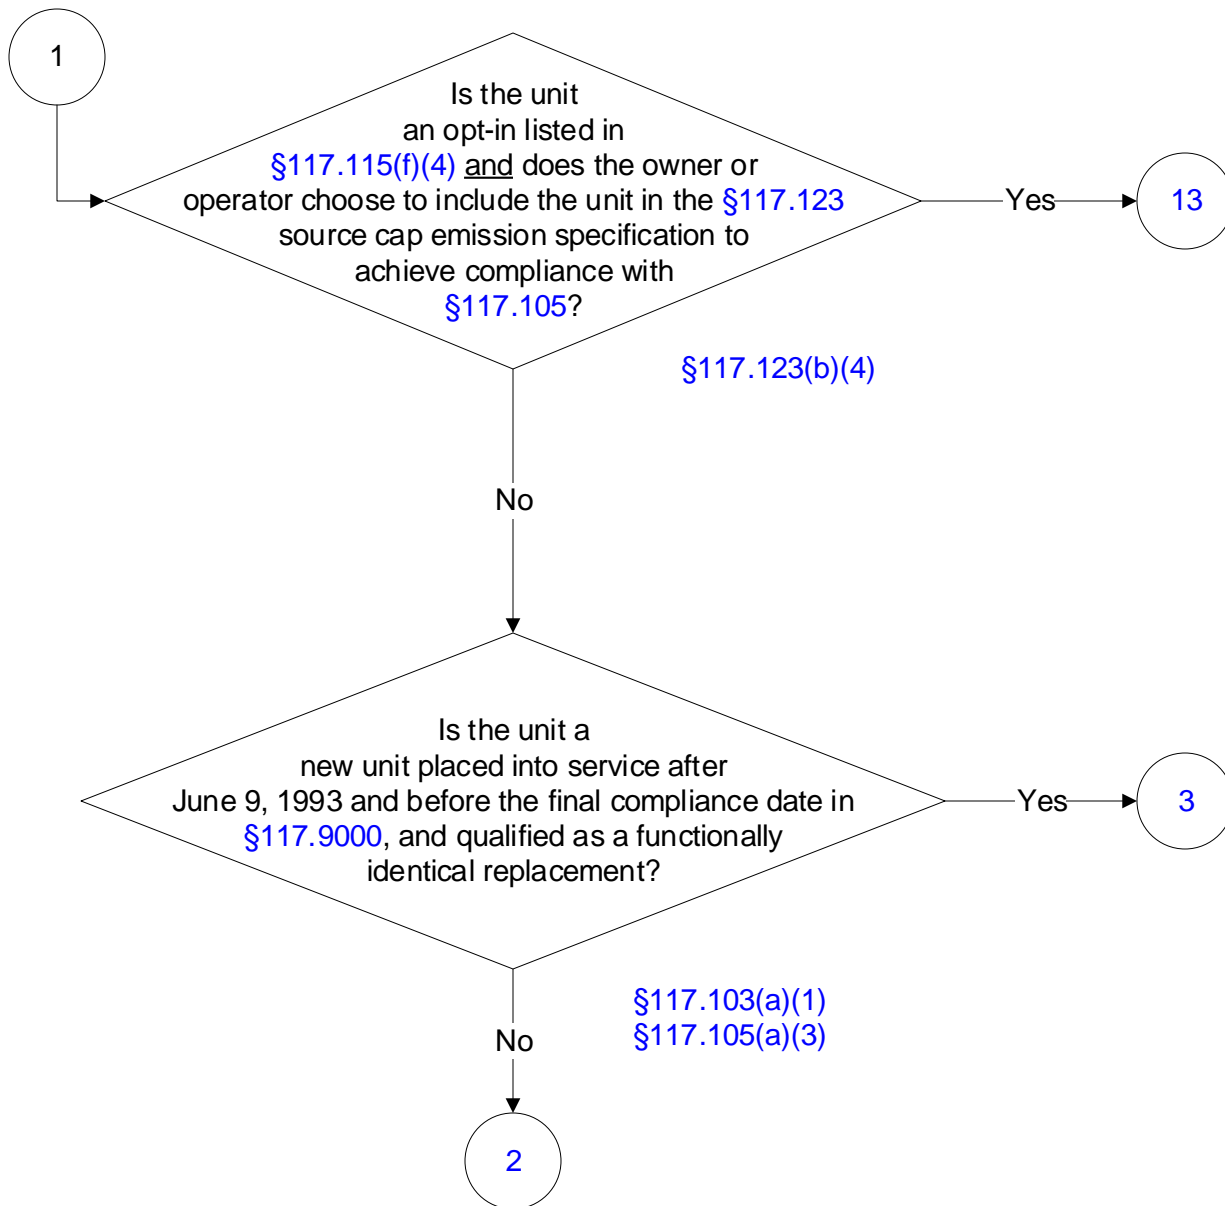 1
Is the unit
an opt-in listed in
§117.115(f)(4) and does the owner or
operator choose to include the unit in the §117.123
source cap emission specification to
achieve compliance with
§117.105?
Yes
13
§117.123(b)(4)
No
Is the unit a
new unit placed into service after
June 9, 1993 and before the final compliance date in
§117.9000, and qualified as a functionally
identical replacement?
Yes
3
§117.103(a)(1)
§117.105(a)(3)
No
2